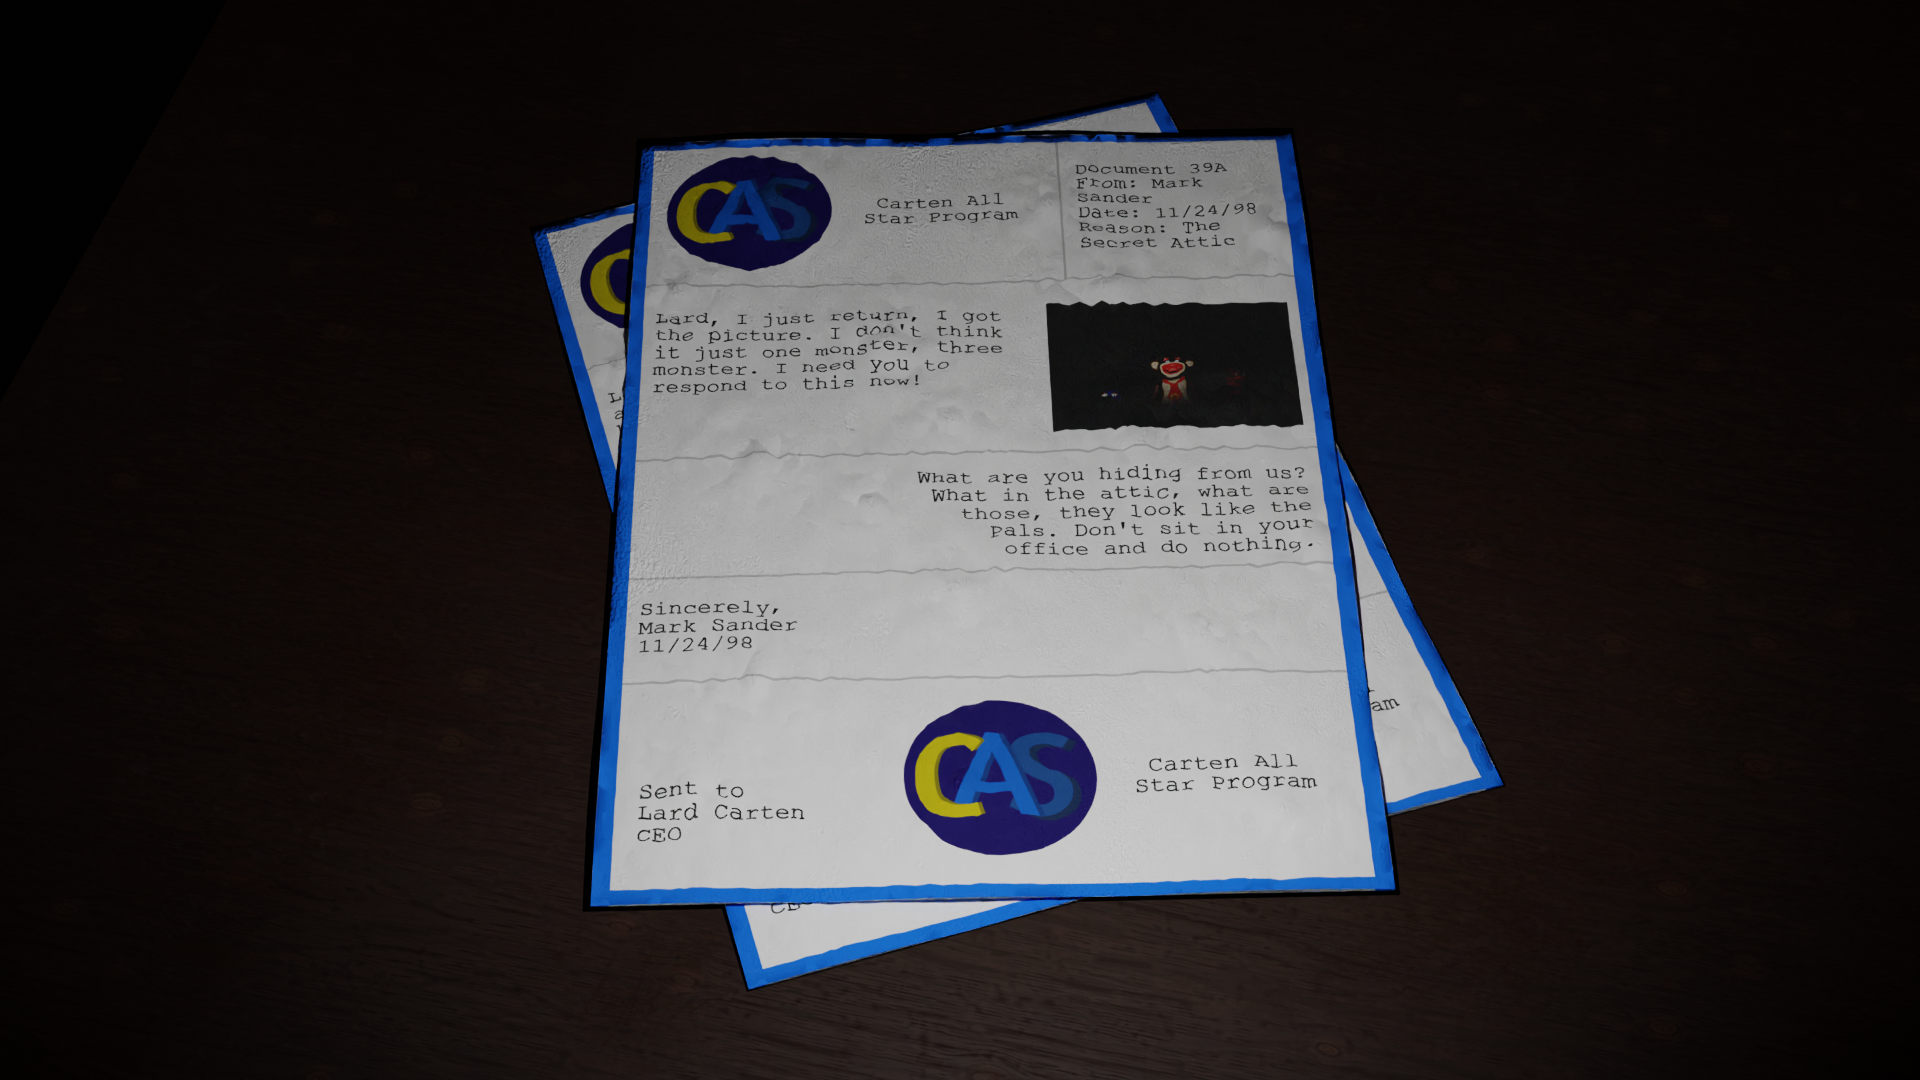 CAS
Carten All
Star Program
Document 39A
From: Mark
Sander
Date: 11/24/98
Reason: The
Secret Attic
Lard, I just return, I got
the picture. I don't think
it just one monster, three
monster. I need you to
respond to this now!
What are you hiding from us?
What in the attic, what are
those, they look like the
Pals. Don't sit in your
office and do nothing.
Sincerely,
Mark Sander
11/24/98
Sent to
Lard Carten
CEO
CAS
Carten All
Star Program
C
am